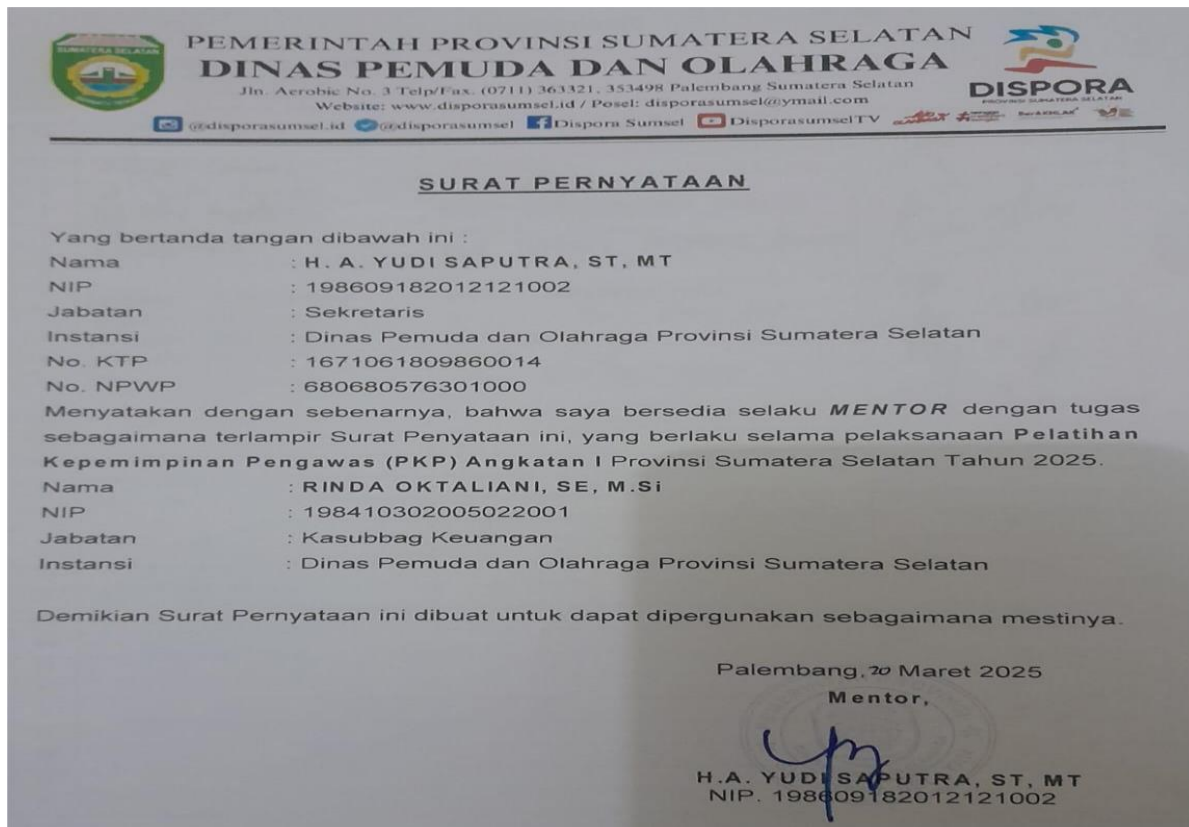 SUMATERA SELATAN
PEMERINTAH PROVINSI SUMATERA SELATAN
DINAS PEMUDA DAN OLAHRAGA
Jln. Aerobic No. 3 Telp/Fax. (0711) 363321, 353498 Palembang Sumatera Selatan
Website: www.disporasumsel.id / Posel: disporasumsel@ymail.com
@disporasumsel.id @disporasumsel Dispora Sumsel DisporasumselTV
DISPORA
PROVINSI SUMATERA SELATAN
BerAKHLAK
SURAT PERNYATAAN
Yang bertanda tangan dibawah ini :
Nama : H. A. YUDI SAPUTRA, ST, MT
NIP : 198609182012121002
Jabatan : Sekretaris
Instansi : Dinas Pemuda dan Olahraga Provinsi Sumatera Selatan
No. KTP : 1671061809860014
No. NPWP : 680680576301000
Menyatakan dengan sebenarnya, bahwa saya bersedia selaku MENTOR dengan tugas
sebagaimana terlampir Surat Penyataan ini, yang berlaku selama pelaksanaan Pelatihan
Kepemimpinan Pengawas (PKP) Angkatan I Provinsi Sumatera Selatan Tahun 2025.
Nama : RINDA OKTALIANI, SE, M.Si
NIP : 198410302005022001
Jabatan : Kasubbag Keuangan
Instansi : Dinas Pemuda dan Olahraga Provinsi Sumatera Selatan
Demikian Surat Pernyataan ini dibuat untuk dapat dipergunakan sebagaimana mestinya.
Palembang, 20 Maret 2025
Mentor,
H.A. YUDI SAPUTRA, ST, MT
NIP. 198609182012121002